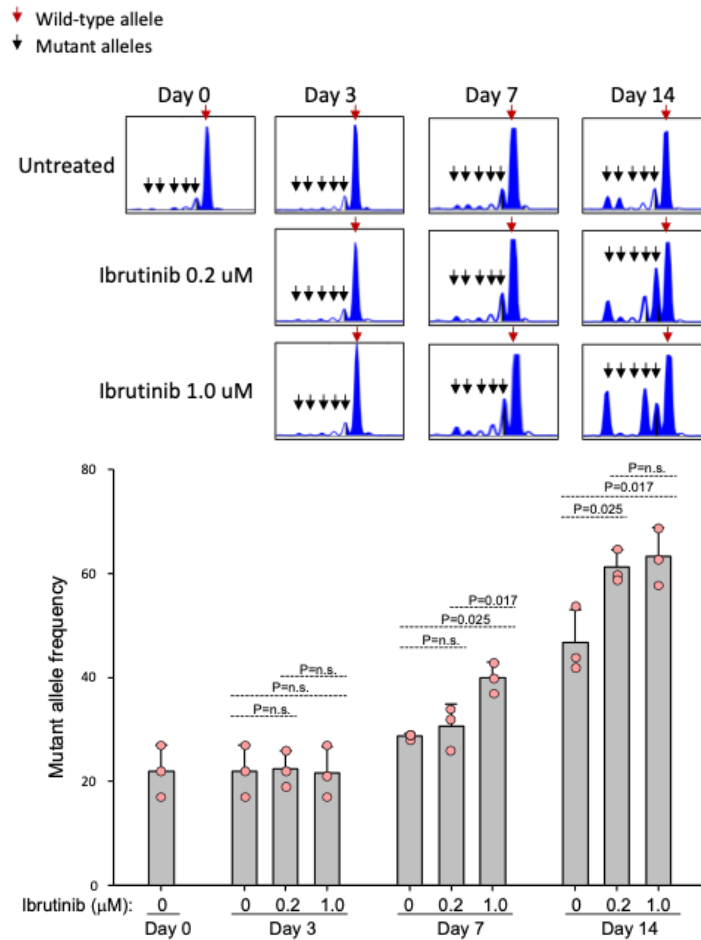 Wild-type allele
Mutant alleles
Day 0 Day 3 Day 7 Day 14
Untreated
Ibrutinib 0.2 uM
Ibrutinib 1.0 uM
80
60
40
20
0
Mutant allele frequency
P=n.s.
P=n.s.
P=n.s.
P=0.017
P=0.025
P=n.s.
P=n.s.
P=0.017
P=0.025
Ibrutinib (μM): 0 0 0.2 1.0 0 0.2 1.0 0 0.2 1.0
Day 0 Day 3 Day 7 Day 14